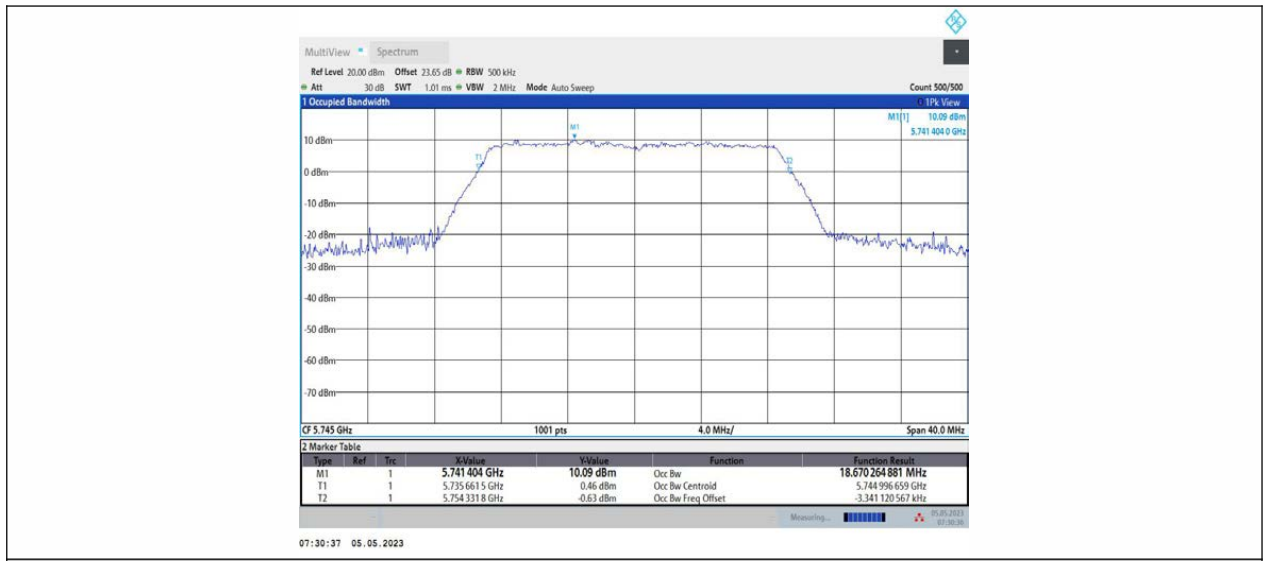 MultiView Spectrum
Ref Level 20.00 dBm Offset 23.65 dB RBW 500 kHz
Att 30 dB SWT 1.01 ms VBW 2 MHz Mode Auto Sweep Count 500/500
1 Occupied Bandwidth 1Pk View
M1[1] 10.09 dBm
5.741 404 0 GHz
M1
10 dBm
T1
T2
0 dBm
-10 dBm
-20 dBm
-30 dBm
-40 dBm
-50 dBm
-60 dBm
-70 dBm
CF 5.745 GHz 1001 pts 4.0 MHz/ Span 40.0 MHz
2 Marker Table
Type Ref Trc X-Value Y-Value Function Function Result
M1 1 5.741 404 GHz 10.09 dBm Occ Bw 18.670 264 881 MHz
T1 1 5.735 661 5 GHz 0.46 dBm Occ Bw Centroid 5.744 996 659 GHz
T2 1 5.754 331 8 GHz -0.63 dBm Occ Bw Freq Offset -3.341 120 567 kHz
Measuring... 05.05.2023
07:30:36
07:30:37 05.05.2023